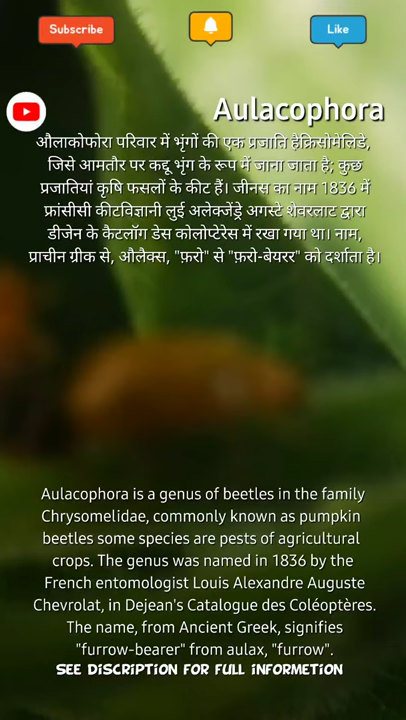 Subscribe
Like
Aulacophora
औलाकोफोरा परिवार में भृंगों की एक प्रजाति हैक्रिसोमेलिडे,
जिसे आमतौर पर कद्दू भृंग के रूप में जाना जाता है; कुछ
प्रजातियां कृषि फसलों के कीट हैं। जीनस का नाम 1836 में
फ्रांसीसी कीटविज्ञानी लुई अलेक्जेंड्रे अगस्टे शेवरलाट द्वारा
डीजेन के कैटलॉग डेस कोलोप्टेरेस में रखा गया था। नाम,
प्राचीन ग्रीक से, औलैक्स, "फ़रो" से "फ़रो-बेयरर" को दर्शाता है।
Aulacophora is a genus of beetles in the family
Chrysomelidae, commonly known as pumpkin
beetles some species are pests of agricultural
crops. The genus was named in 1836 by the
French entomologist Louis Alexandre Auguste
Chevrolat, in Dejean's Catalogue des Coléoptères.
The name, from Ancient Greek, signifies
"furrow-bearer" from aulax, "furrow".
SEE DISCRIPTION FOR FULL INFORMETION